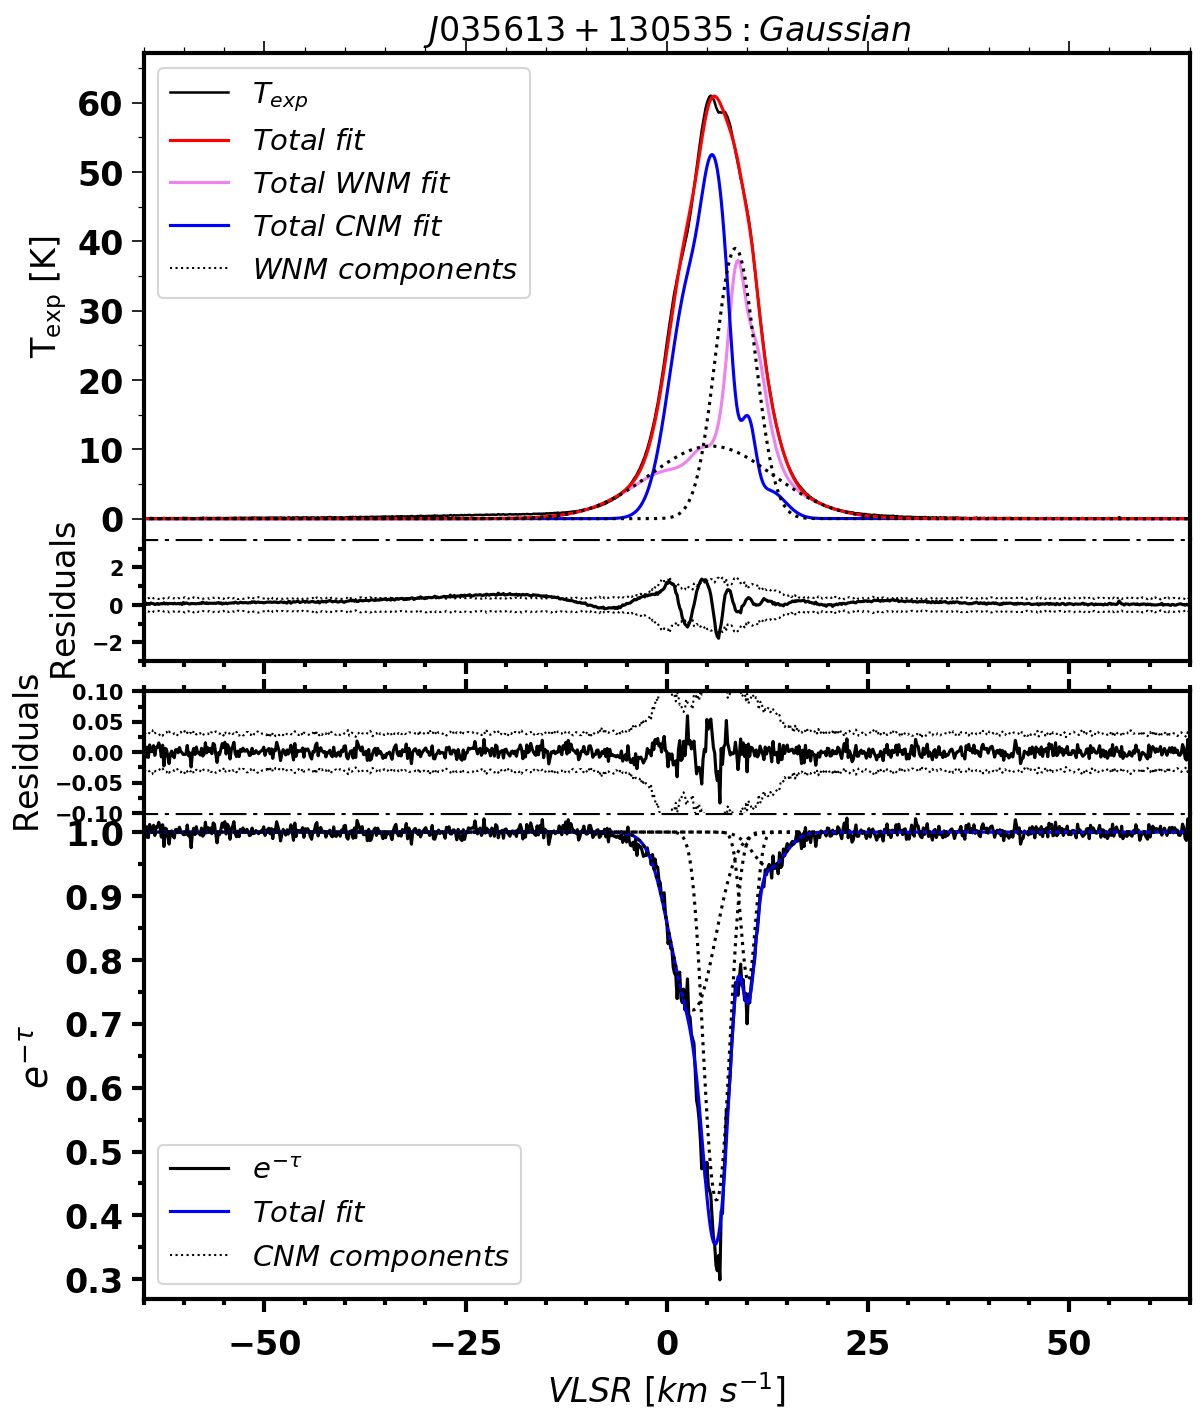 J035613 + 130535 : Gaussian
T_exp
Total fit
Total WNM fit
Total CNM fit
WNM components
T_exp [K]
60
50
40
30
20
10
0
Residuals
2
0
−2
Residuals
0.10
0.05
0.00
−0.05
−0.10
1.0
0.9
0.8
0.7
0.6
0.5
0.4
0.3
e^{−τ}
e^{−τ}
Total fit
CNM components
−50 −25 0 25 50
VLSR [km s^{−1}]